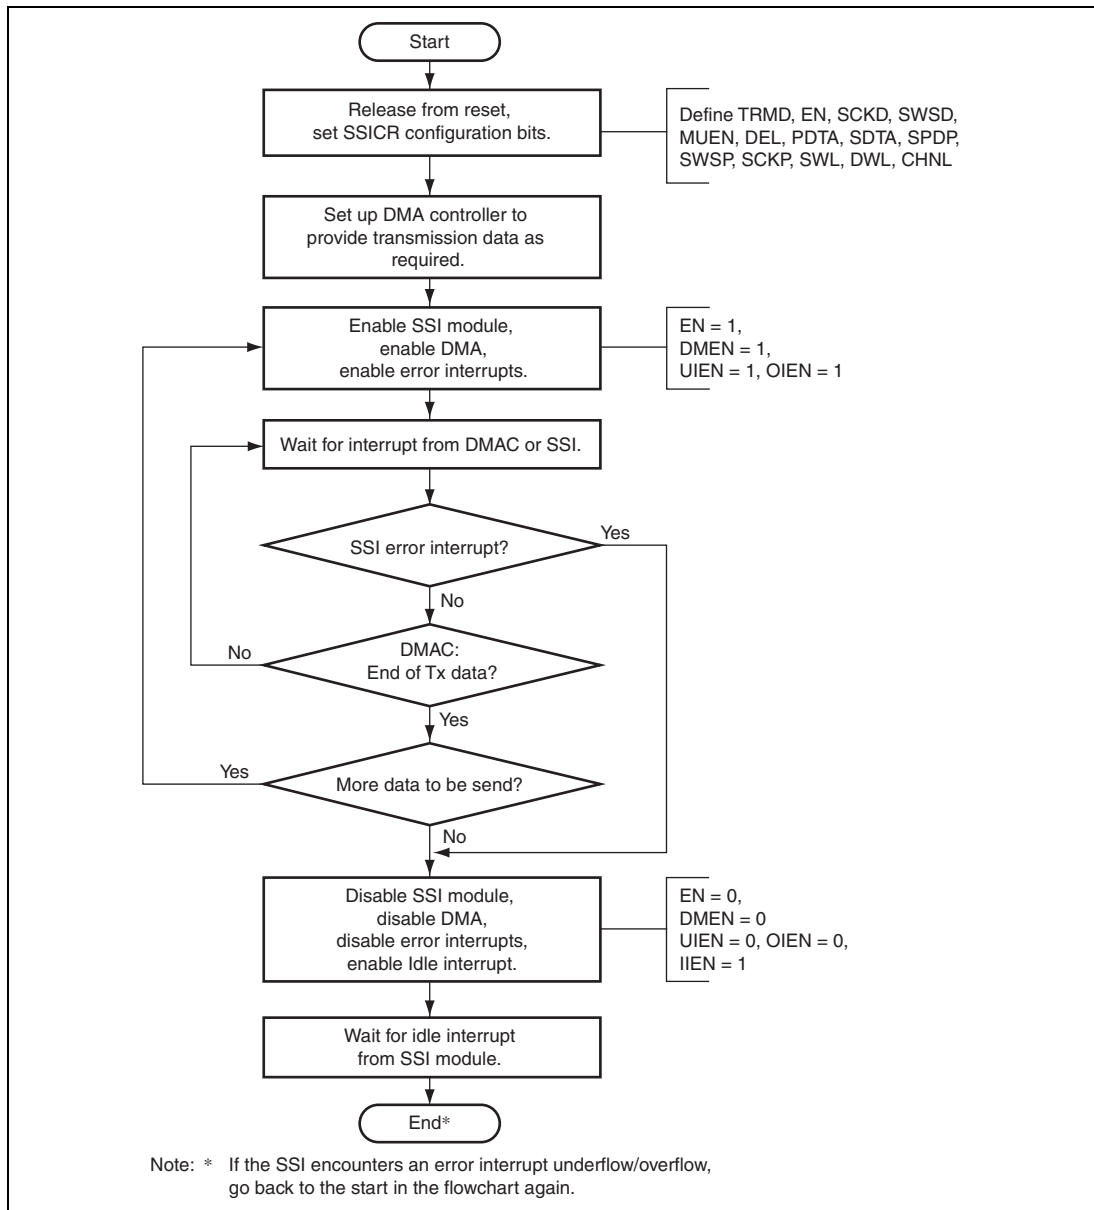 Start
Release from reset,
set SSICR configuration bits.
Define TRMD, EN, SCKD, SWSD,
MUEN, DEL, PDTA, SDTA, SPDP,
SWSP, SCKP, SWL, DWL, CHNL
Set up DMA controller to
provide transmission data as
required.
Enable SSI module,
enable DMA,
enable error interrupts.
EN = 1,
DMEN = 1,
UIEN = 1, OIEN = 1
Wait for interrupt from DMAC or SSI.
SSI error interrupt?
Yes
No
DMAC:
End of Tx data?
No
Yes
More data to be send?
Yes
No
Disable SSI module,
disable DMA,
disable error interrupts,
enable Idle interrupt.
EN = 0,
DMEN = 0
UIEN = 0, OIEN = 0,
IIEN = 1
Wait for idle interrupt
from SSI module.
End*
Note: * If the SSI encounters an error interrupt underflow/overflow,
go back to the start in the flowchart again.